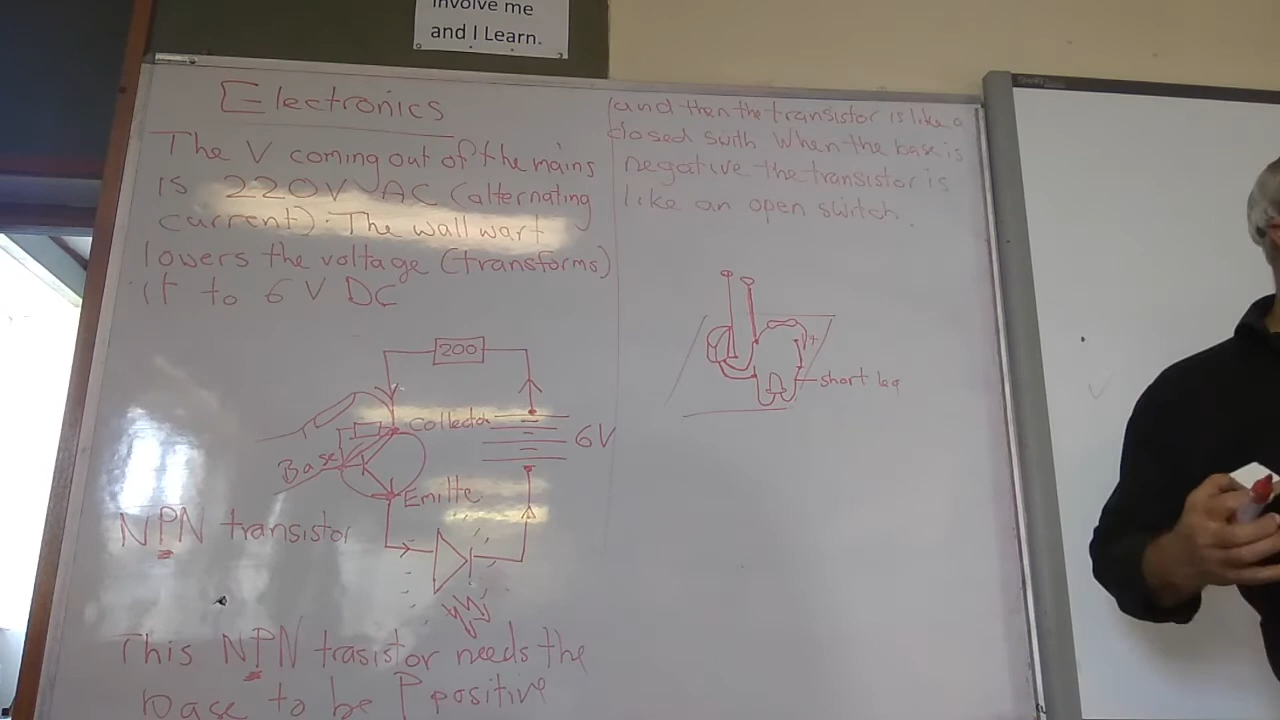 Involve me
and I Learn.
Electronics
The V coming out of the mains
is 220V AC (alternating
current). The wall wart
lowers the voltage (transforms)
it to 6 V DC
200
Collector
6V
Base
Emitte
NPN transistor
This NPN trasistor needs the
base to be P positive
(and then the transistor is like a
closed swith When the base is
negative the transistor is
like an open switch.
+
short leg